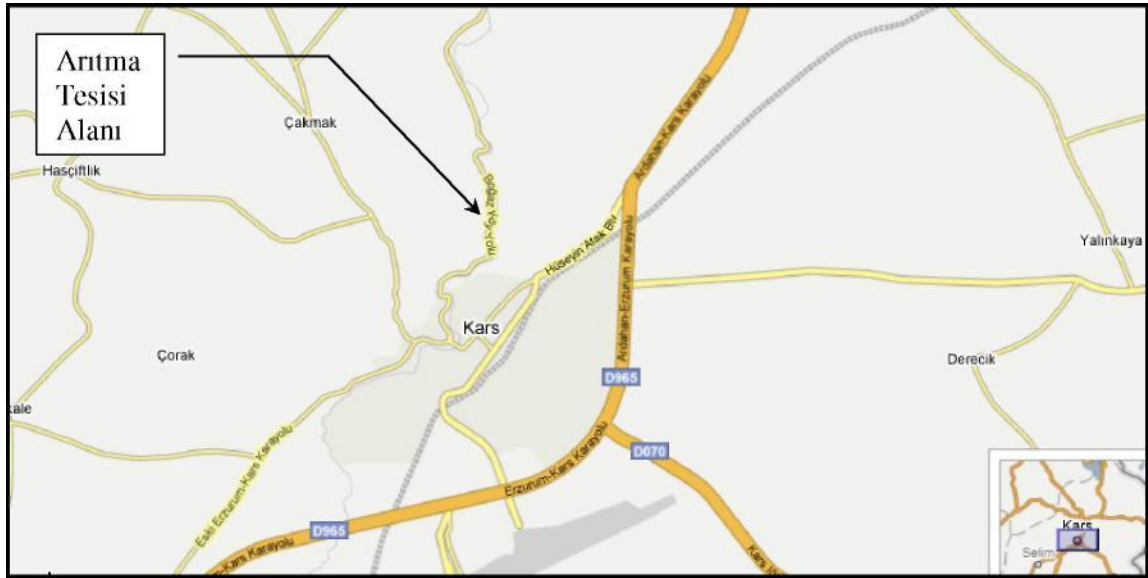 Arıtma
Tesisi
Alanı
Çakmak
Hasçiftlik
Boğaz Köy Yolu
Ardahan-Kars Karayolu
Hüseyin Atak Blv
Yalınkaya
Kars
Ardahan-Erzurum Karayolu
Çorak
Derecik
D965
kale
D070
Eski Erzurum-Kars Karayolu
Erzurum-Kars Karayolu
D965
-Kars Karayolu
Kars
Selim
Kars